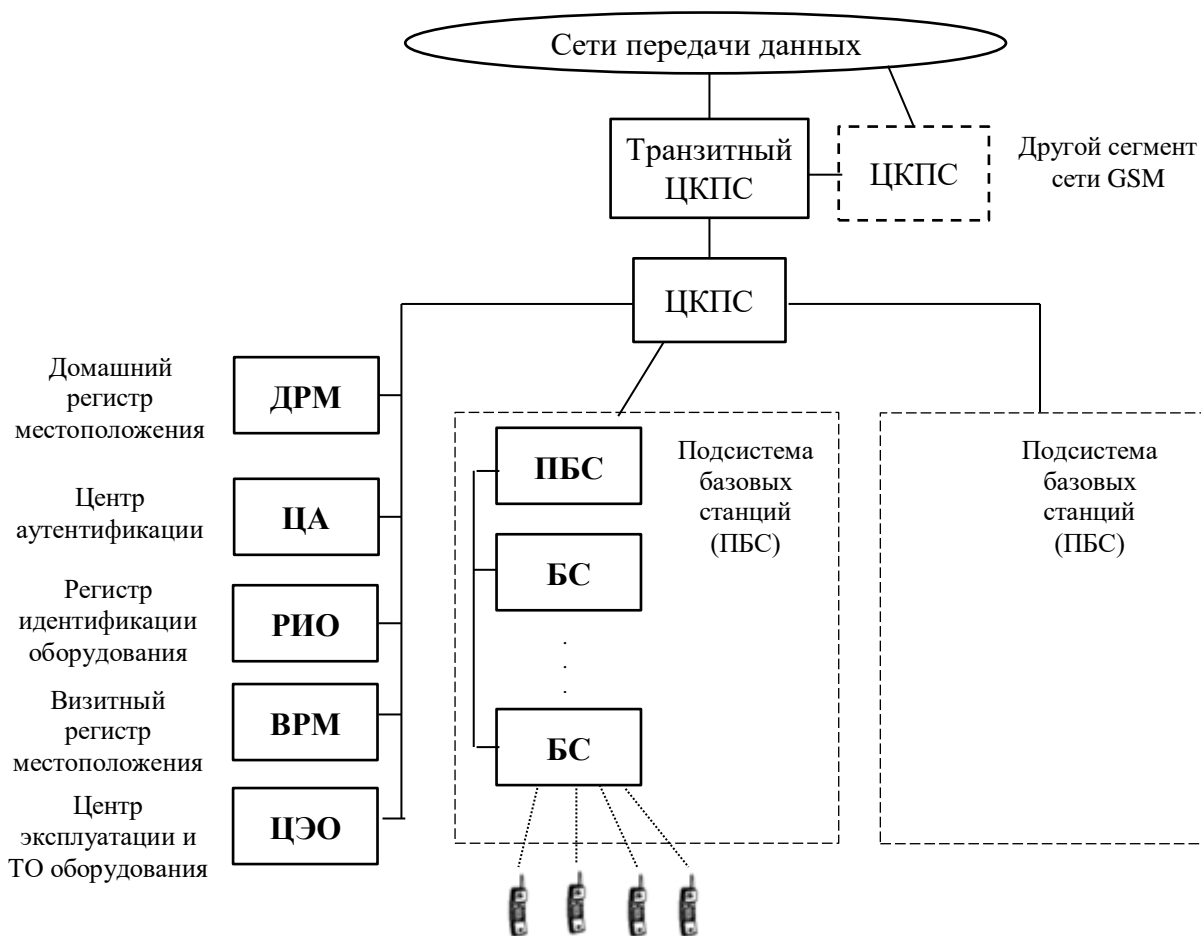 Сети передачи данных
Транзитный
ЦКПС
ЦКПС
Другой сегмент
сети GSM
ЦКПС
Домашний
регистр
местоположения
ДРМ
Центр
аутентификации
ЦА
Регистр
идентификации
оборудования
РИО
Визитный
регистр
местоположения
ВРМ
Центр
эксплуатации и
ТО оборудования
ЦЭО
ПБС
БС
БС
Подсистема
базовых
станций
(ПБС)
Подсистема
базовых
станций
(ПБС)